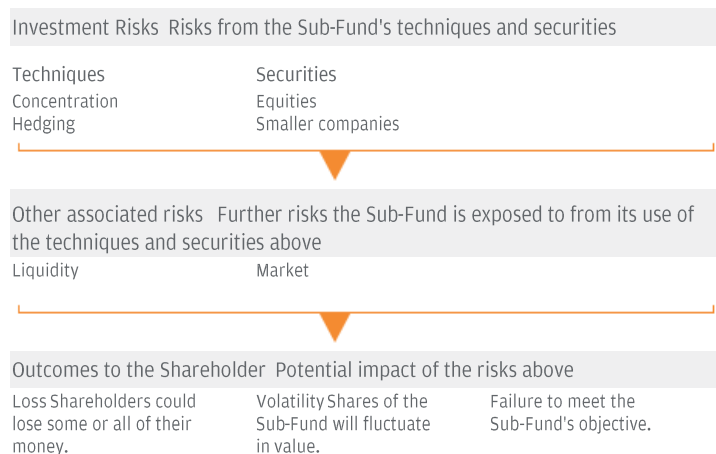 Investment Risks Risks from the Sub-Fund's techniques and securities
Techniques Securities
Concentration Equities
Hedging Smaller companies
Other associated risks Further risks the Sub-Fund is exposed to from its use of
the techniques and securities above
Liquidity Market
Outcomes to the Shareholder Potential impact of the risks above
Loss Shareholders could
lose some or all of their
money.
Volatility Shares of the
Sub-Fund will fluctuate
in value.
Failure to meet the
Sub-Fund's objective.